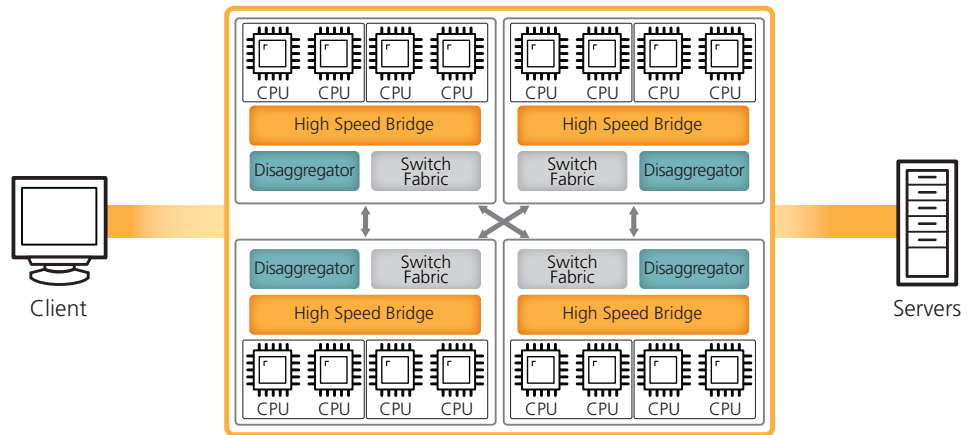 CPU CPU CPU CPU
CPU CPU CPU CPU
High Speed Bridge
High Speed Bridge
Disaggregator
Switch
Fabric
Switch
Fabric
Disaggregator
Client
Servers
Disaggregator
Switch
Fabric
Switch
Fabric
Disaggregator
High Speed Bridge
High Speed Bridge
CPU CPU CPU CPU
CPU CPU CPU CPU